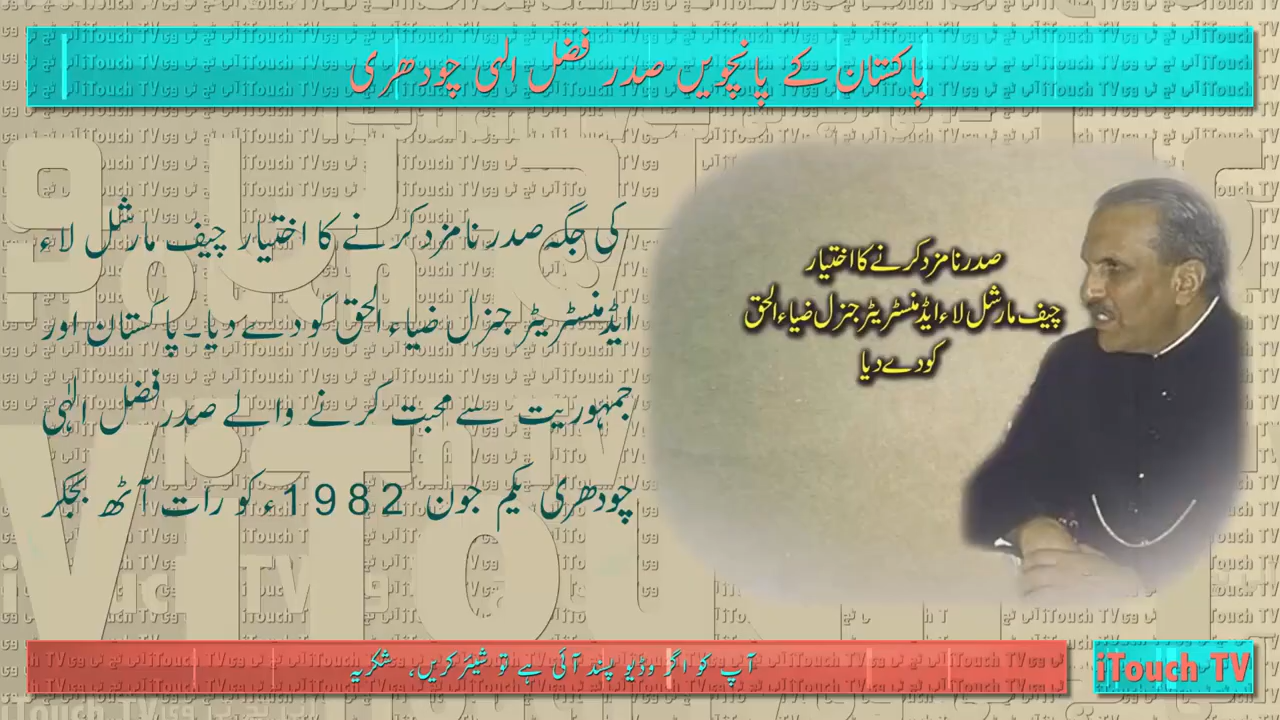 پاکستان کے پانچویں صدر فضل الٰہی چودھری
کی جگہ صدر نامزد کرنے کا اختیار چیف مارشل لاء
ایڈمنسٹریٹر جنرل ضیاء الحق کو دے دیا۔ پاکستان اور
جمہوریت سے محبت کرنے والے صدر فضل الٰہی
چودھری یکم جون 1982ء کو رات آٹھ بجکر
صدر نامزد کرنے کا اختیار
چیف مارشل لاء ایڈمنسٹریٹر جنرل ضیاء الحق
کو دے دیا
آپ کو اگر وڈیو پسند آئی ہے تو شیئر کریں، شکریہ
iTouch TV